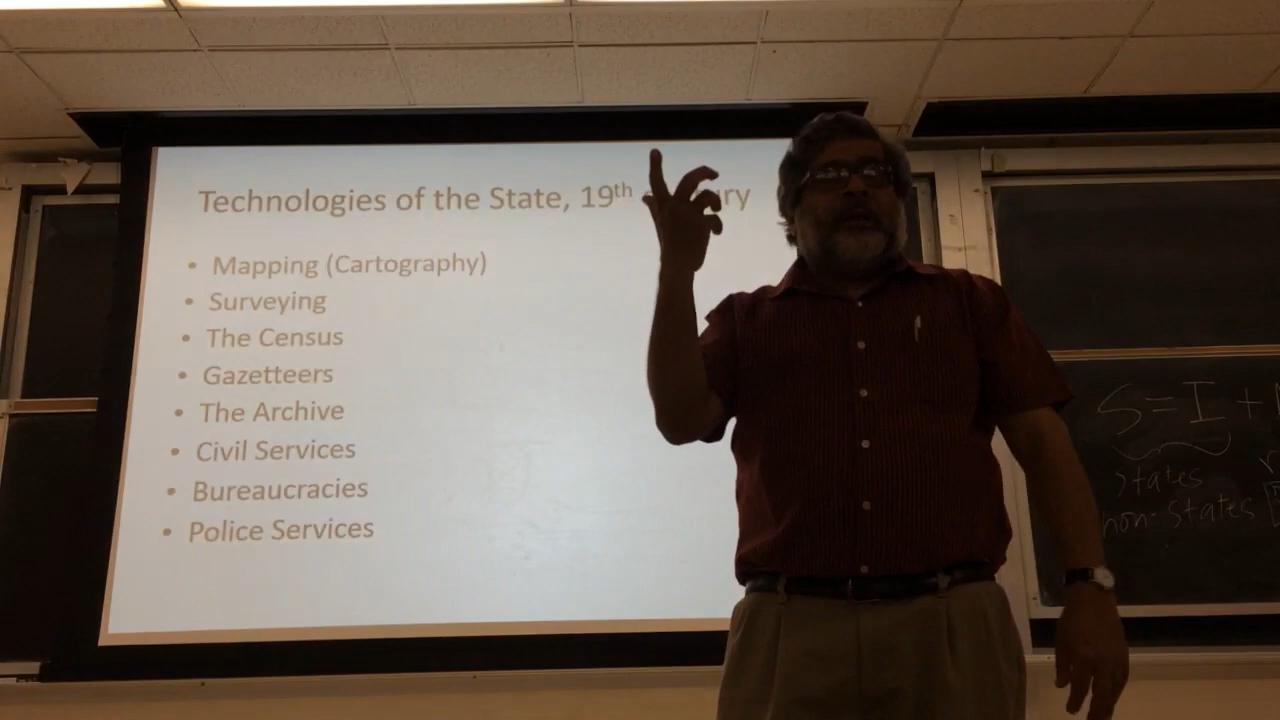 Technologies of the State, 19th
• Mapping (Cartography)
• Surveying
• The Census
• Gazetteers
• The Archive
• Civil Services
• Bureaucracies
• Police Services
S = I +
states
non-states